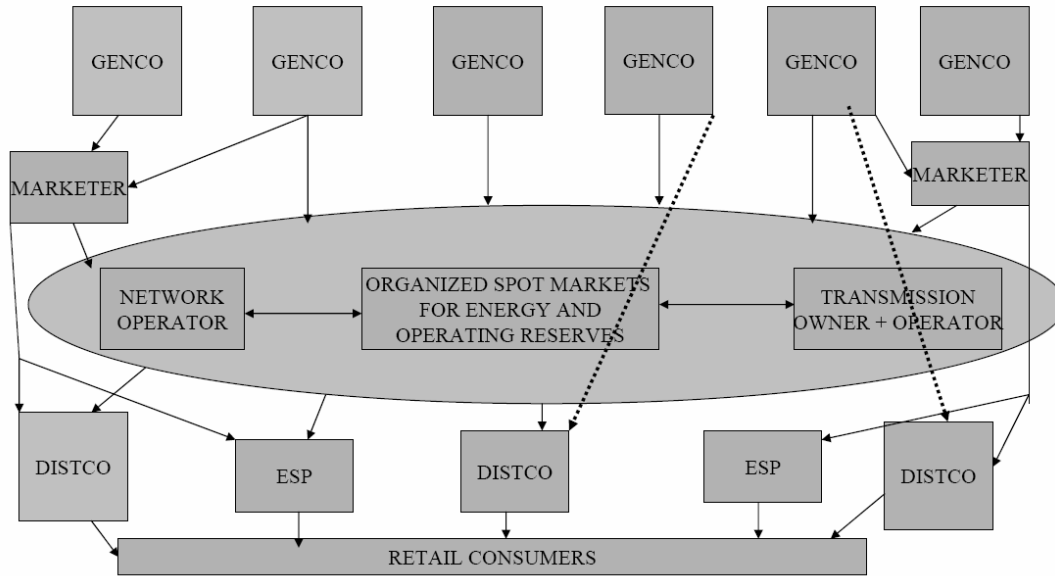 GENCO
GENCO
GENCO
GENCO
GENCO
GENCO
MARKETER
MARKETER
NETWORK
OPERATOR
ORGANIZED SPOT MARKETS
FOR ENERGY AND
OPERATING RESERVES
TRANSMISSION
OWNER + OPERATOR
DISTCO
ESP
DISTCO
ESP
DISTCO
RETAIL CONSUMERS